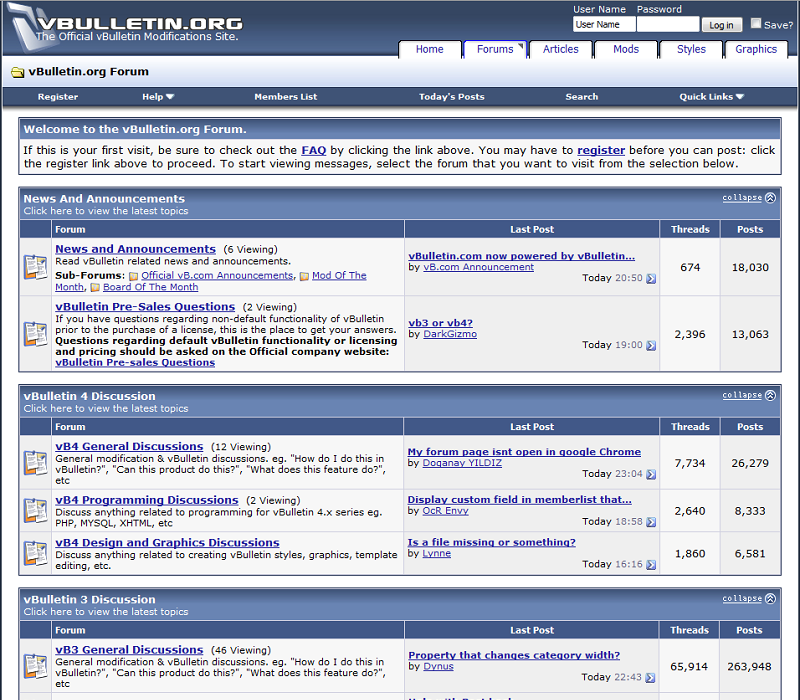 VBULLETIN.ORG
The Official vBulletin Modifications Site.
User Name Password
User Name Log in Save?
Home Forums Articles Mods Styles Graphics
vBulletin.org Forum
Register Help Members List Today's Posts Search Quick Links
Welcome to the vBulletin.org Forum.
If this is your first visit, be sure to check out the FAQ by clicking the link above. You may have to register before you can post: click
the register link above to proceed. To start viewing messages, select the forum that you want to visit from the selection below.
News And Announcements collapse
Click here to view the latest topics
Forum Last Post Threads Posts
News and Announcements (6 Viewing)
Read vBulletin related news and announcements.
Sub-Forums: Official vB.com Announcements, Mod Of The
Month, Board Of The Month
vBulletin.com now powered by vBulletin...
by vB.com Announcement
Today 20:50
674 18,030
vBulletin Pre-Sales Questions (2 Viewing)
If you have questions regarding non-default functionality of vBulletin
prior to the purchase of a license, this is the place to get your answers.
Questions regarding default vBulletin functionality or licensing
and pricing should be asked on the Official company website:
vBulletin Pre-sales Questions
vb3 or vb4?
by DarkGizmo
Today 19:00
2,396 13,063
vBulletin 4 Discussion collapse
Click here to view the latest topics
Forum Last Post Threads Posts
vB4 General Discussions (12 Viewing)
General modification & vBulletin discussions. eg. "How do I do this in
vBulletin?", "Can this product do this?", "What does this feature do?",
etc
My forum page isnt open in google Chrome
by Doganay YILDIZ
Today 23:04
7,734 26,279
vB4 Programming Discussions (2 Viewing)
Discuss anything related to programming for vBulletin 4.x series eg.
PHP, MYSQL, XHTML, etc
Display custom field in memberlist that...
by OcR Envy
Today 18:58
2,640 8,333
vB4 Design and Graphics Discussions
Discuss anything related to creating vBulletin styles, graphics, template
editing, etc.
Is a file missing or something?
by Lynne
Today 16:16
1,860 6,581
vBulletin 3 Discussion collapse
Click here to view the latest topics
Forum Last Post Threads Posts
vB3 General Discussions (46 Viewing)
General modification & vBulletin discussions. eg. "How do I do this in
vBulletin?", "Can this product do this?", "What does this feature do?",
etc
Property that changes category width?
by Dvnus
Today 22:43
65,914 263,948